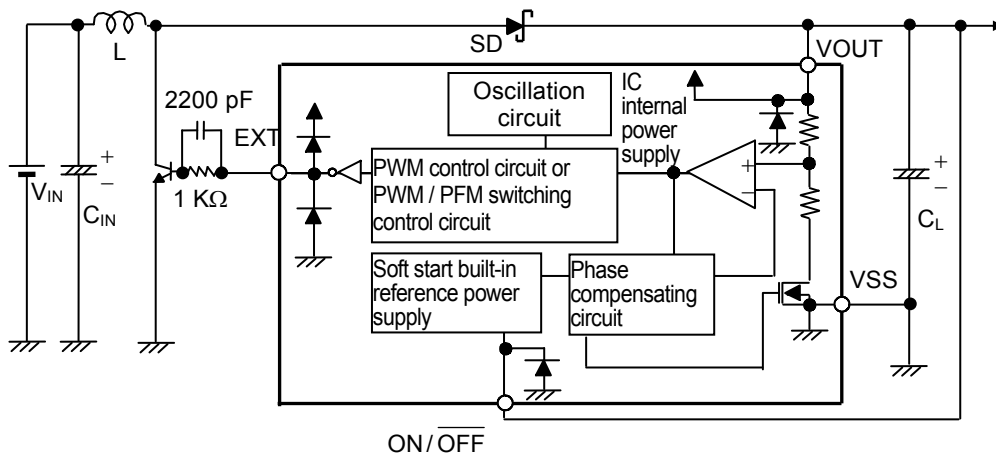 L
SD
VOUT
2200 pF
EXT
Oscillation
circuit
IC
internal
power
supply
+
−
VIN
+
−
CIN
1 KΩ
PWM control circuit or
PWM / PFM switching
control circuit
+
−
CL
Soft start built-in
reference power
supply
Phase
compensating
circuit
VSS
ON / OFF